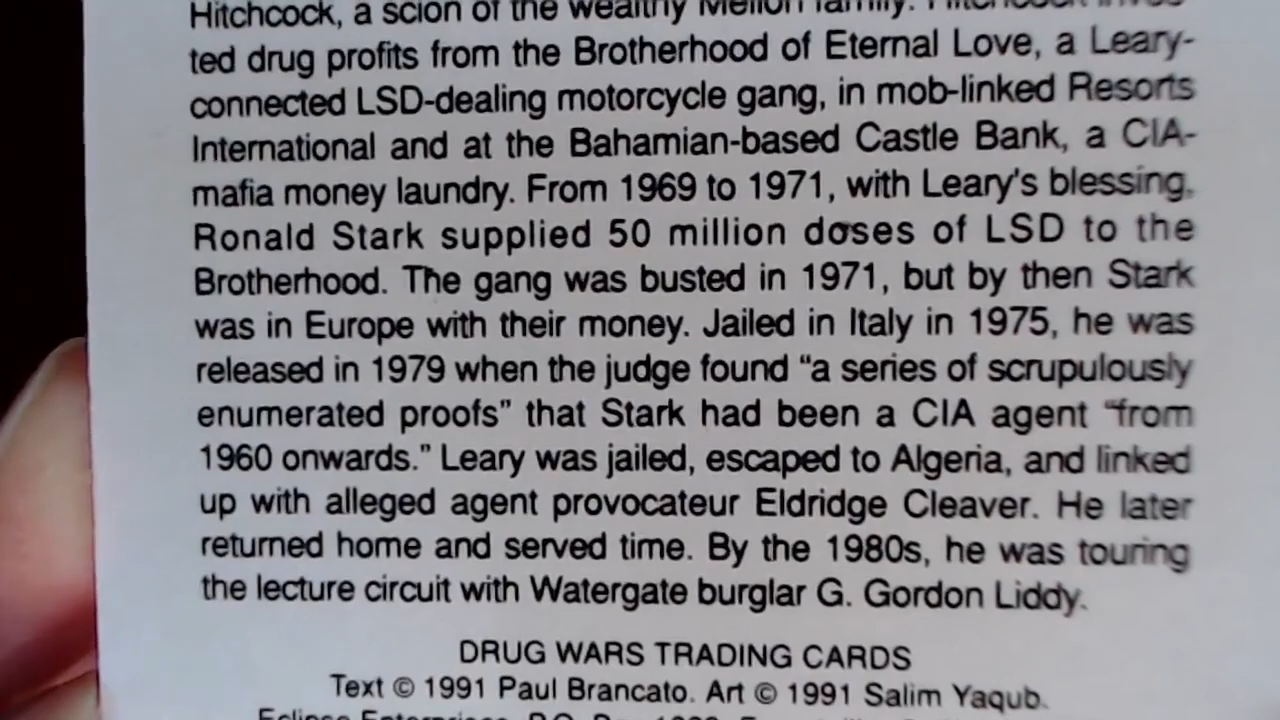 Hitchcock, a scion of the wealthy Mellon family. Hitchcock inves-
ted drug profits from the Brotherhood of Eternal Love, a Leary-
connected LSD-dealing motorcycle gang, in mob-linked Resorts
International and at the Bahamian-based Castle Bank, a CIA-
mafia money laundry. From 1969 to 1971, with Leary's blessing,
Ronald Stark supplied 50 million doses of LSD to the
Brotherhood. The gang was busted in 1971, but by then Stark
was in Europe with their money. Jailed in Italy in 1975, he was
released in 1979 when the judge found “a series of scrupulously
enumerated proofs” that Stark had been a CIA agent “from
1960 onwards.” Leary was jailed, escaped to Algeria, and linked
up with alleged agent provocateur Eldridge Cleaver. He later
returned home and served time. By the 1980s, he was touring
the lecture circuit with Watergate burglar G. Gordon Liddy.
DRUG WARS TRADING CARDS
Text © 1991 Paul Brancato. Art © 1991 Salim Yaqub.
Eclipse Enterprises, P.O. Box